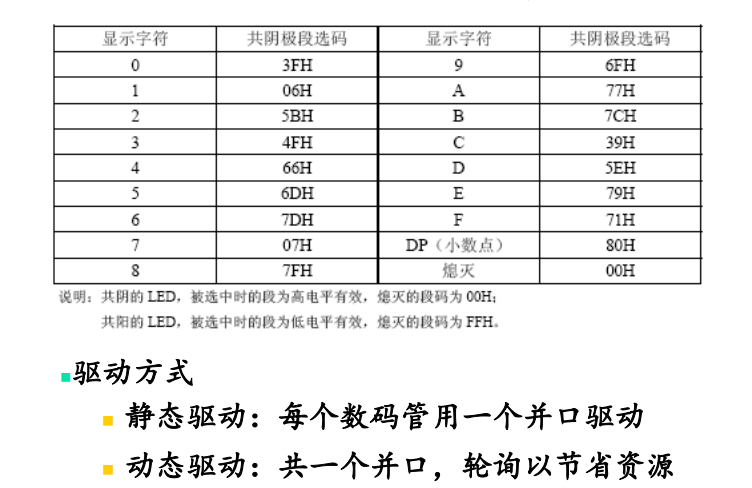 显示字符 共阴极段选码 显示字符 共阴极段选码
0 3FH 9 6FH
1 06H A 77H
2 5BH B 7CH
3 4FH C 39H
4 66H D 5EH
5 6DH E 79H
6 7DH F 71H
7 07H DP（小数点） 80H
8 7FH 熄灭 00H
说明：共阴的 LED，被选中时的段为高电平有效，熄灭的段码为 00H；
共阳的 LED，被选中时的段为低电平有效，熄灭的段码为 FFH。
驱动方式
静态驱动：每个数码管用一个并口驱动
动态驱动：共一个并口，轮询以节省资源